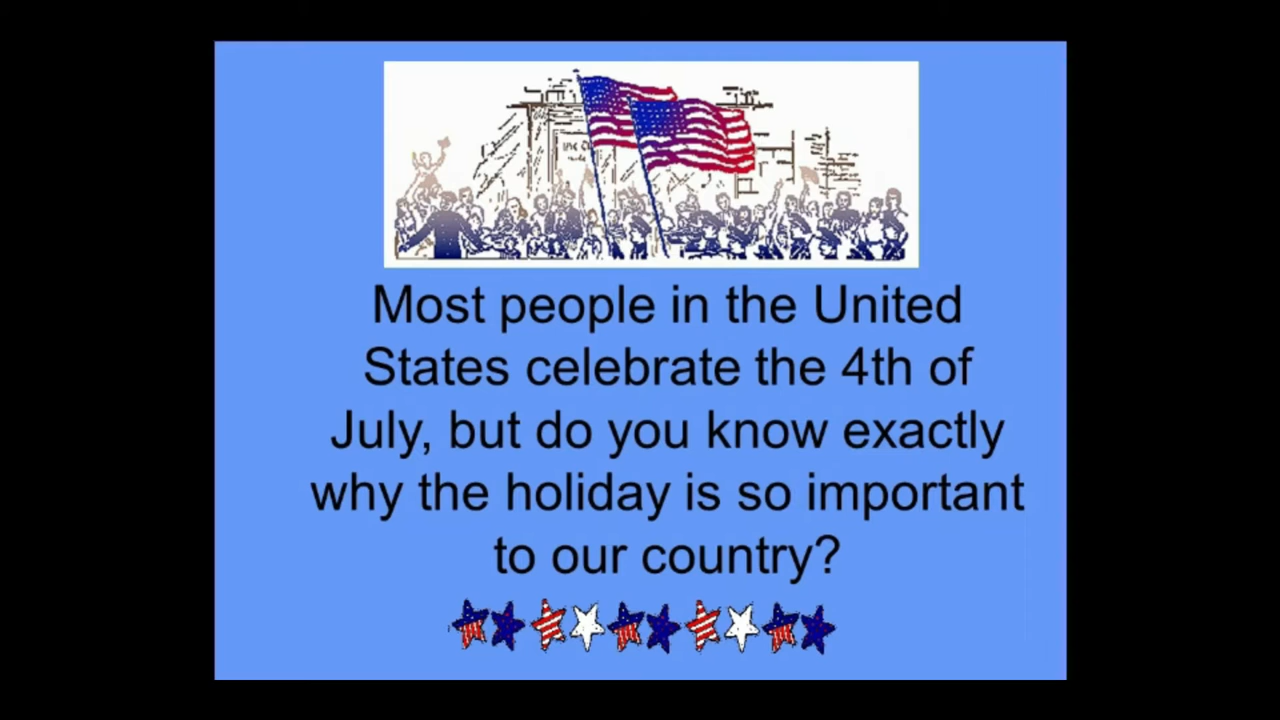 Most people in the United
States celebrate the 4th of
July, but do you know exactly
why the holiday is so important
to our country?